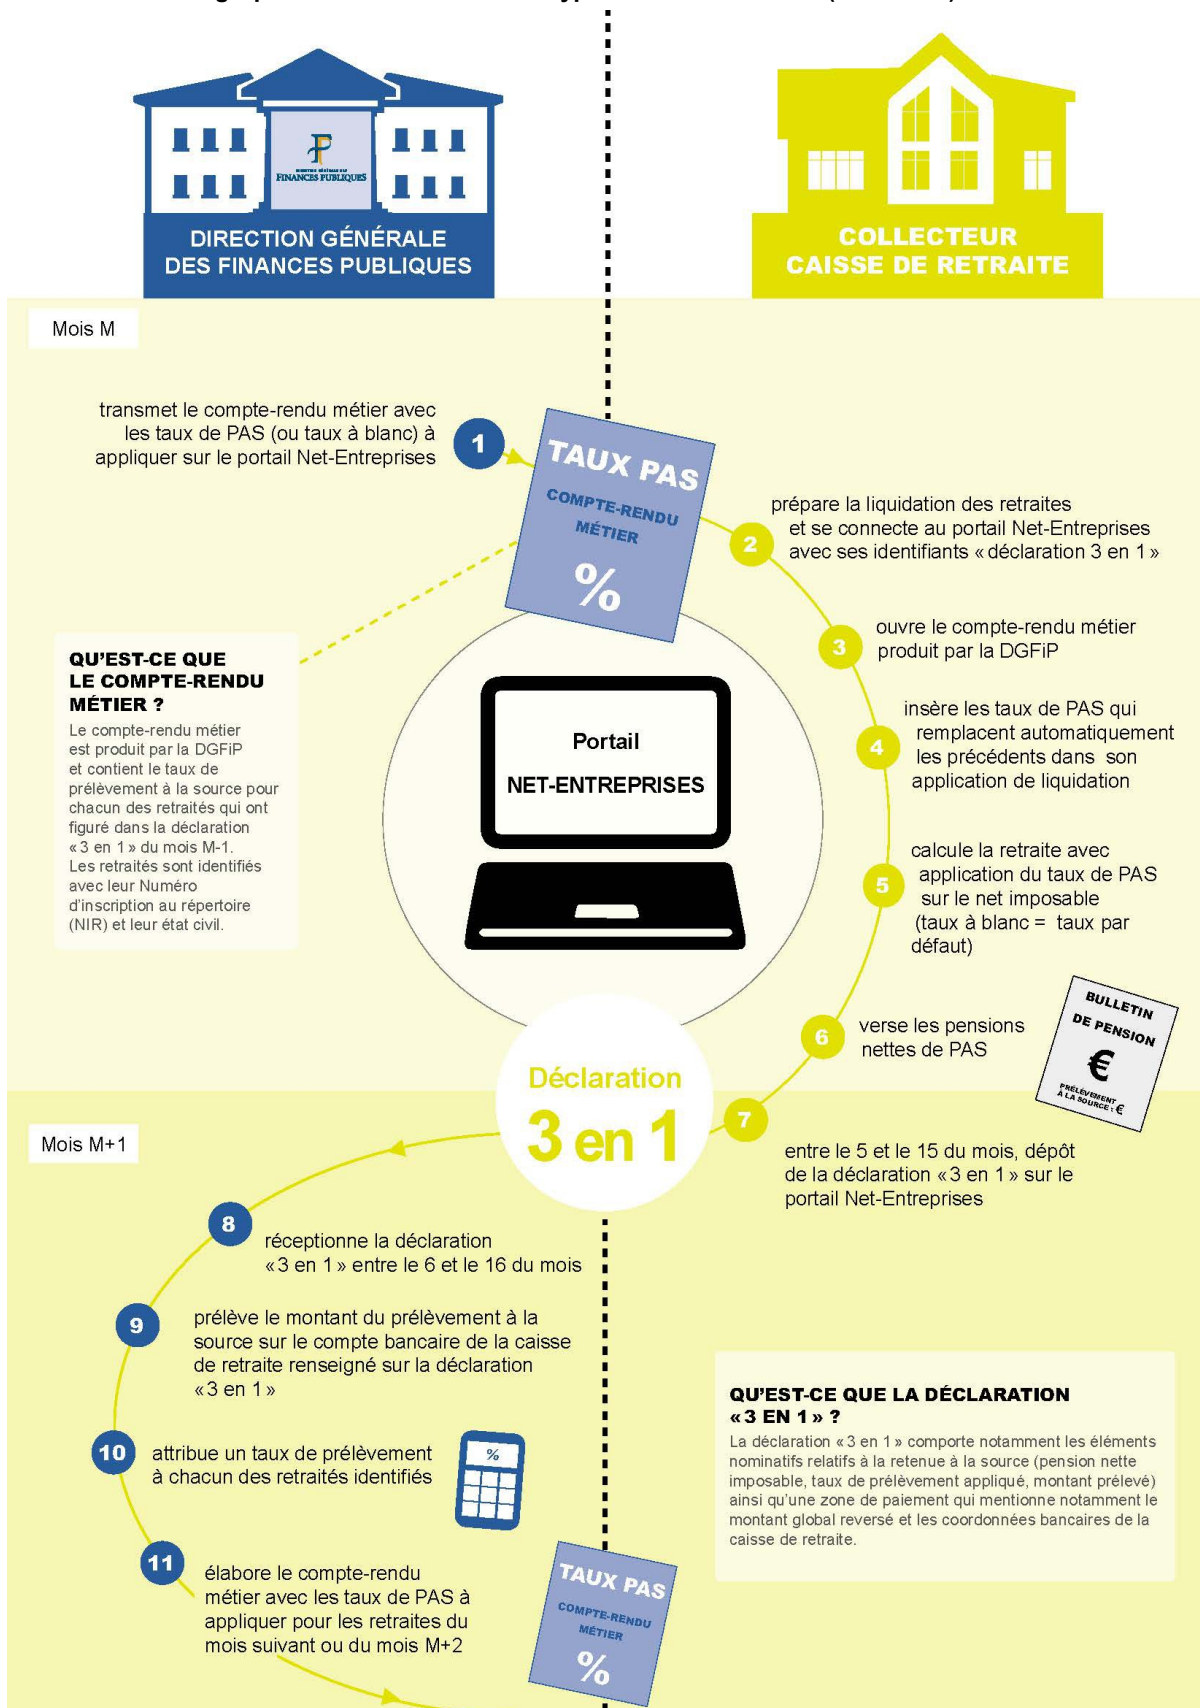 FINANCES PUBLIQUES
DIRECTION GÉNÉRALE
DES FINANCES PUBLIQUES
COLLECTEUR
CAISSE DE RETRAITE
Mois M
transmet le compte-rendu métier avec
les taux de PAS (ou taux à blanc) à
appliquer sur le portail Net-Entreprises
1
TAUX PAS
COMPTE-RENDU
MÉTIER
%
2
prépare la liquidation des retraites
et se connecte au portail Net-Entreprises
avec ses identifiants « déclaration 3 en 1 »
3
ouvre le compte-rendu métier
produit par la DGFiP
QU'EST-CE QUE
LE COMPTE-RENDU
MÉTIER ?
Le compte-rendu métier
est produit par la DGFiP
et contient le taux de
prélèvement à la source pour
chacun des retraités qui ont
figuré dans la déclaration
« 3 en 1 » du mois M-1.
Les retraités sont identifiés
avec leur Numéro
d'inscription au répertoire
(NIR) et leur état civil.
Portail
NET-ENTREPRISES
4
insère les taux de PAS qui
remplacent automatiquement
les précédents dans son
application de liquidation
5
calcule la retraite avec
application du taux de PAS
sur le net imposable
(taux à blanc = taux par
défaut)
6
verse les pensions
nettes de PAS
BULLETIN
DE PENSION
€
PRÉLÈVEMENT
À LA SOURCE : €
Déclaration
3 en 1
7
entre le 5 et le 15 du mois, dépôt
de la déclaration « 3 en 1 » sur le
portail Net-Entreprises
Mois M+1
8
réceptionne la déclaration
« 3 en 1 » entre le 6 et le 16 du mois
9
prélève le montant du prélèvement à la
source sur le compte bancaire de la caisse
de retraite renseigné sur la déclaration
« 3 en 1 »
10
attribue un taux de prélèvement
à chacun des retraités identifiés
%
QU'EST-CE QUE LA DÉCLARATION
« 3 EN 1 » ?
La déclaration « 3 en 1 » comporte notamment les éléments
nominatifs relatifs à la retenue à la source (pension nette
imposable, taux de prélèvement appliqué, montant prélevé)
ainsi qu'une zone de paiement qui mentionne notamment le
montant global reversé et les coordonnées bancaires de la
caisse de retraite.
11
élabore le compte-rendu
métier avec les taux de PAS à
appliquer pour les retraites du
mois suivant ou du mois M+2
TAUX PAS
COMPTE-RENDU
MÉTIER
%